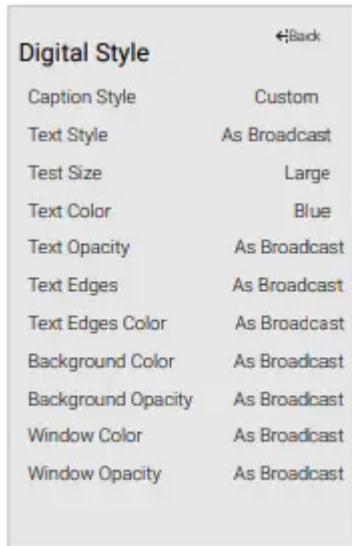 Back
Digital Style
Caption Style Custom
Text Style As Broadcast
Test Size Large
Text Color Blue
Text Opacity As Broadcast
Text Edges As Broadcast
Text Edges Color As Broadcast
Background Color As Broadcast
Background Opacity As Broadcast
Window Color As Broadcast
Window Opacity As Broadcast